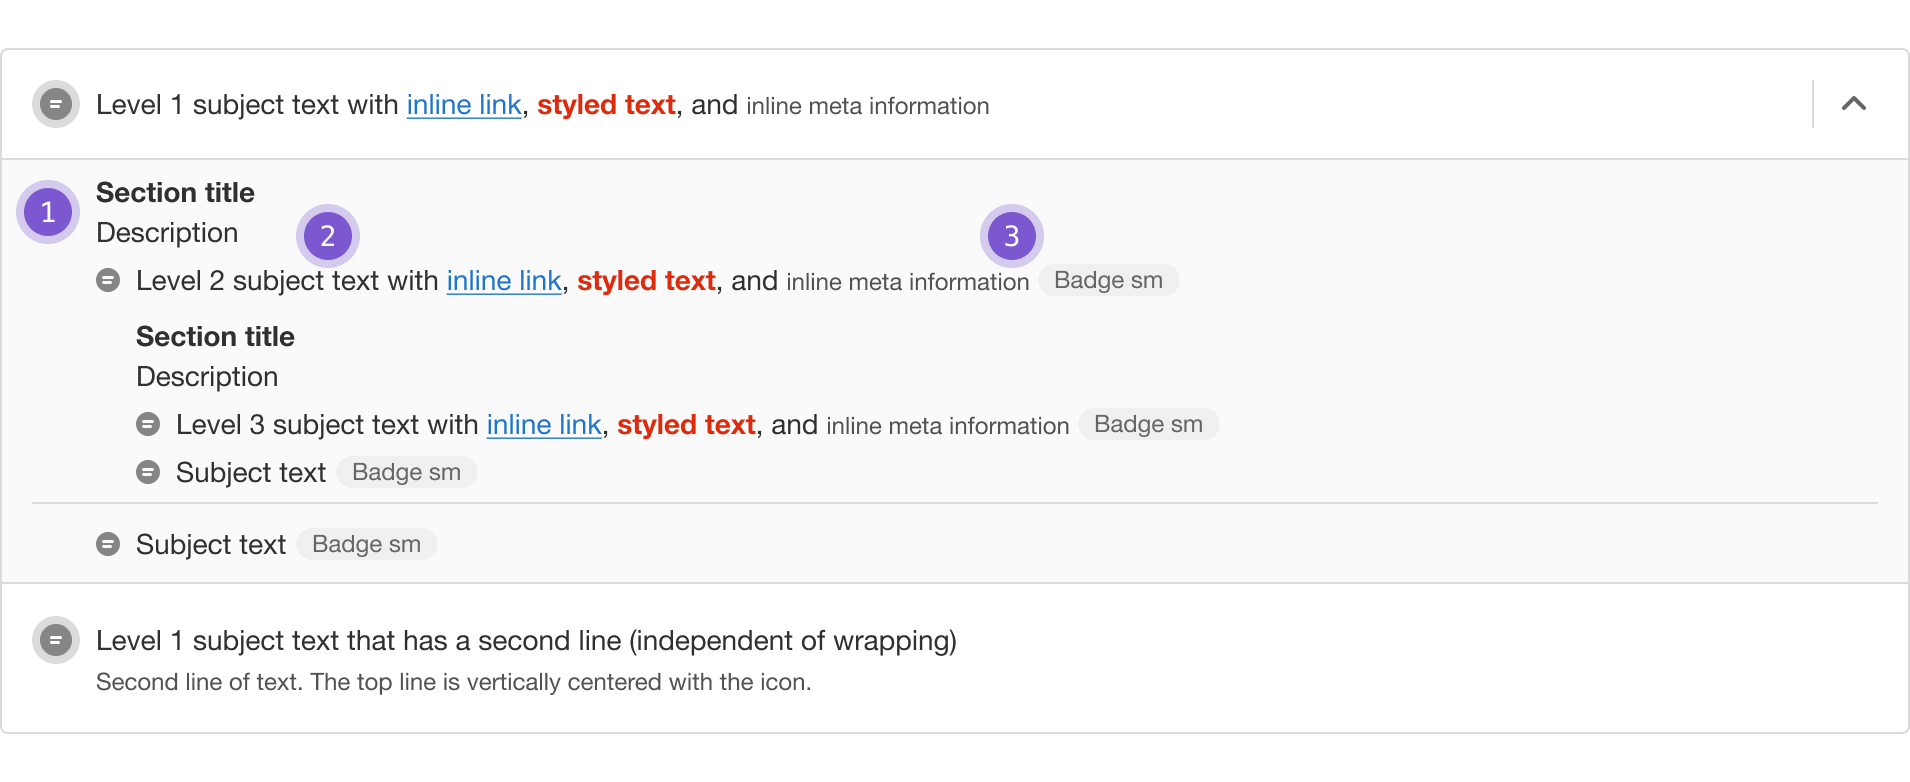 Level 1 subject text with inline link, styled text, and inline meta information
1
Section title
Description
2
3
Level 2 subject text with inline link, styled text, and inline meta information Badge sm
Section title
Description
Level 3 subject text with inline link, styled text, and inline meta information Badge sm
Subject text Badge sm
Subject text Badge sm
Level 1 subject text that has a second line (independent of wrapping)
Second line of text. The top line is vertically centered with the icon.